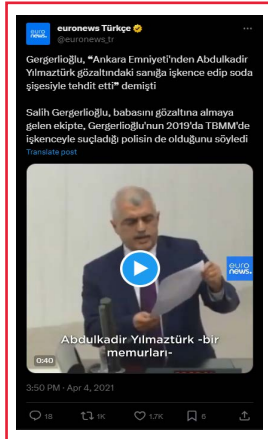 euro
news.
euronews Türkçe
@euronews_tr
Gergerlioğlu, “Ankara Emniyeti’nden Abdulkadir
Yılmaztürk gözaltındaki sanığa işkence edip soda
şişesiyle tehdit etti” demişti
Salih Gergerlioğlu, babasını gözaltına almaya
gelen ekipte, Gergerlioğlu’nun 2019’da TBMM’de
işkenceyle suçladığı polisin de olduğunu söyledi
Translate post
euro
news.
Abdulkadir Yılmaztürk -bir
memurları-
0:40
3:50 PM · Apr 4, 2021
18 1K 1.7K 6